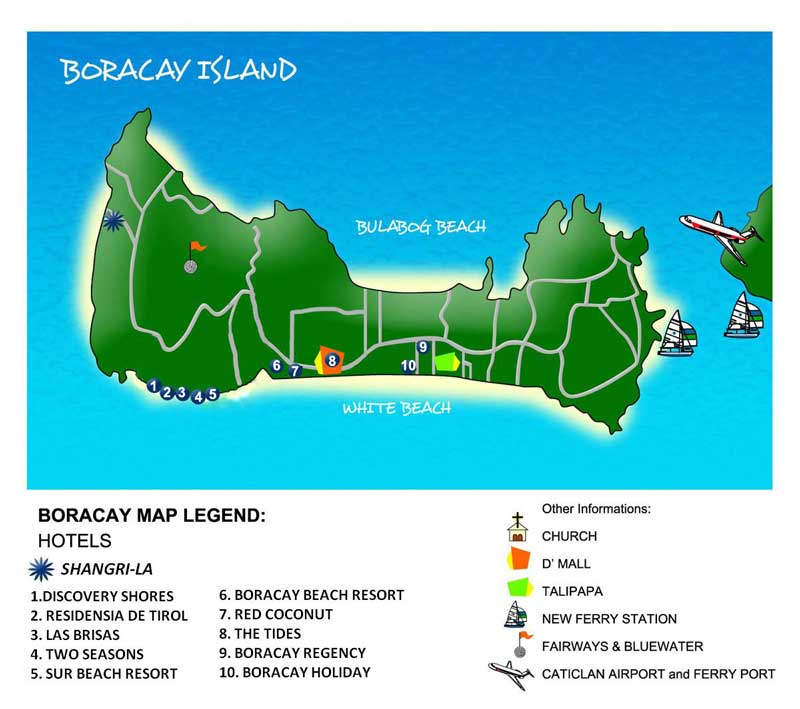 BORACAY ISLAND
BULABOG BEACH
1
2
3
4
5
6
7
8
9
10
WHITE BEACH
BORACAY MAP LEGEND:
HOTELS
SHANGRI-LA
1.DISCOVERY SHORES
2. RESIDENSIA DE TIROL
3. LAS BRISAS
4. TWO SEASONS
5. SUR BEACH RESORT
6. BORACAY BEACH RESORT
7. RED COCONUT
8. THE TIDES
9. BORACAY REGENCY
10. BORACAY HOLIDAY
Other Informations:
CHURCH
D' MALL
TALIPAPA
NEW FERRY STATION
FAIRWAYS & BLUEWATER
CATICLAN AIRPORT and FERRY PORT